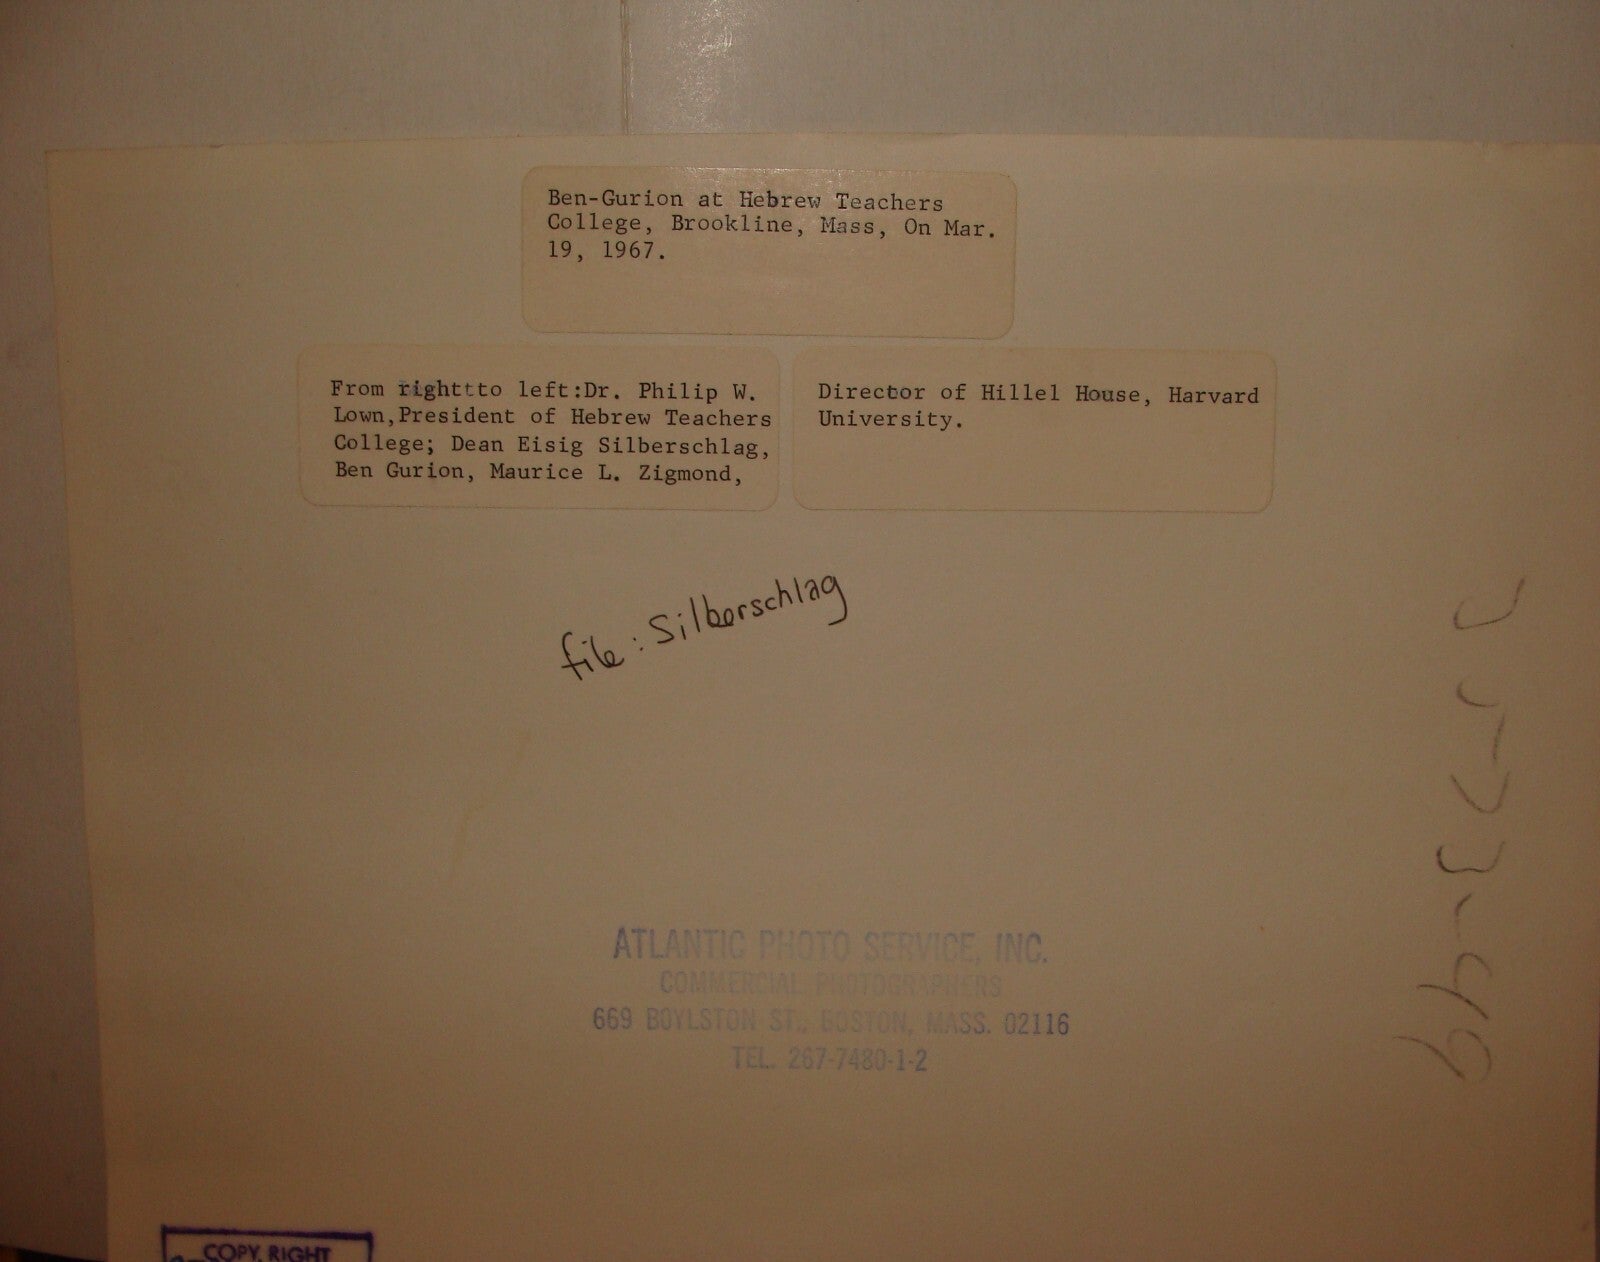 Ben-Gurion at Hebrew Teachers
College, Brookline, Mass, On Mar.
19, 1967.
From righttto left:Dr. Philip W.
Lown,President of Hebrew Teachers
College; Dean Eisig Silberschlag,
Ben Gurion, Maurice L. Zigmond,
Director of Hillel House, Harvard
University.
file: Silberschlag
ATLANTIC PHOTO SERVICE, INC.
COMMERCIAL PHOTOGRAPHERS
669 BOYLSTON ST., BOSTON, MASS. 02116
TEL. 267-7480-1-2
COPY. RIGHT